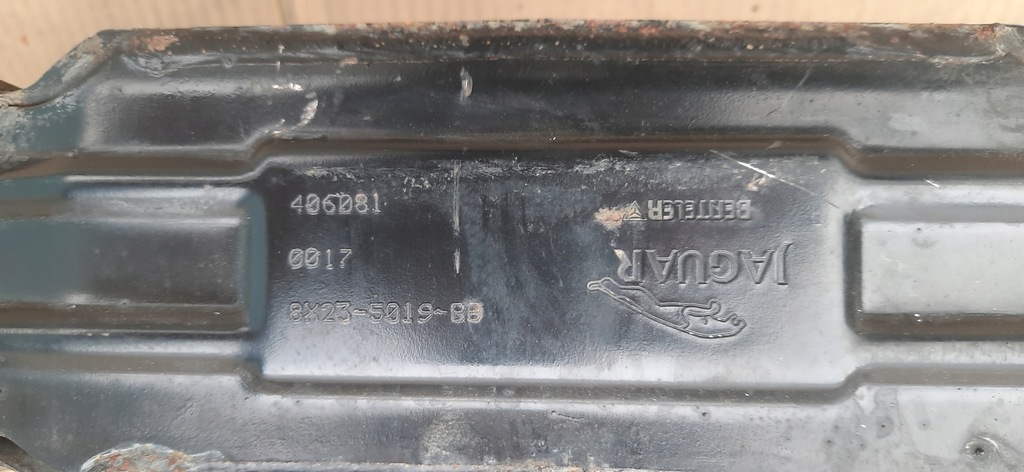 406081
0017
8X23-5019-BB
BENTELER
JAGUAR